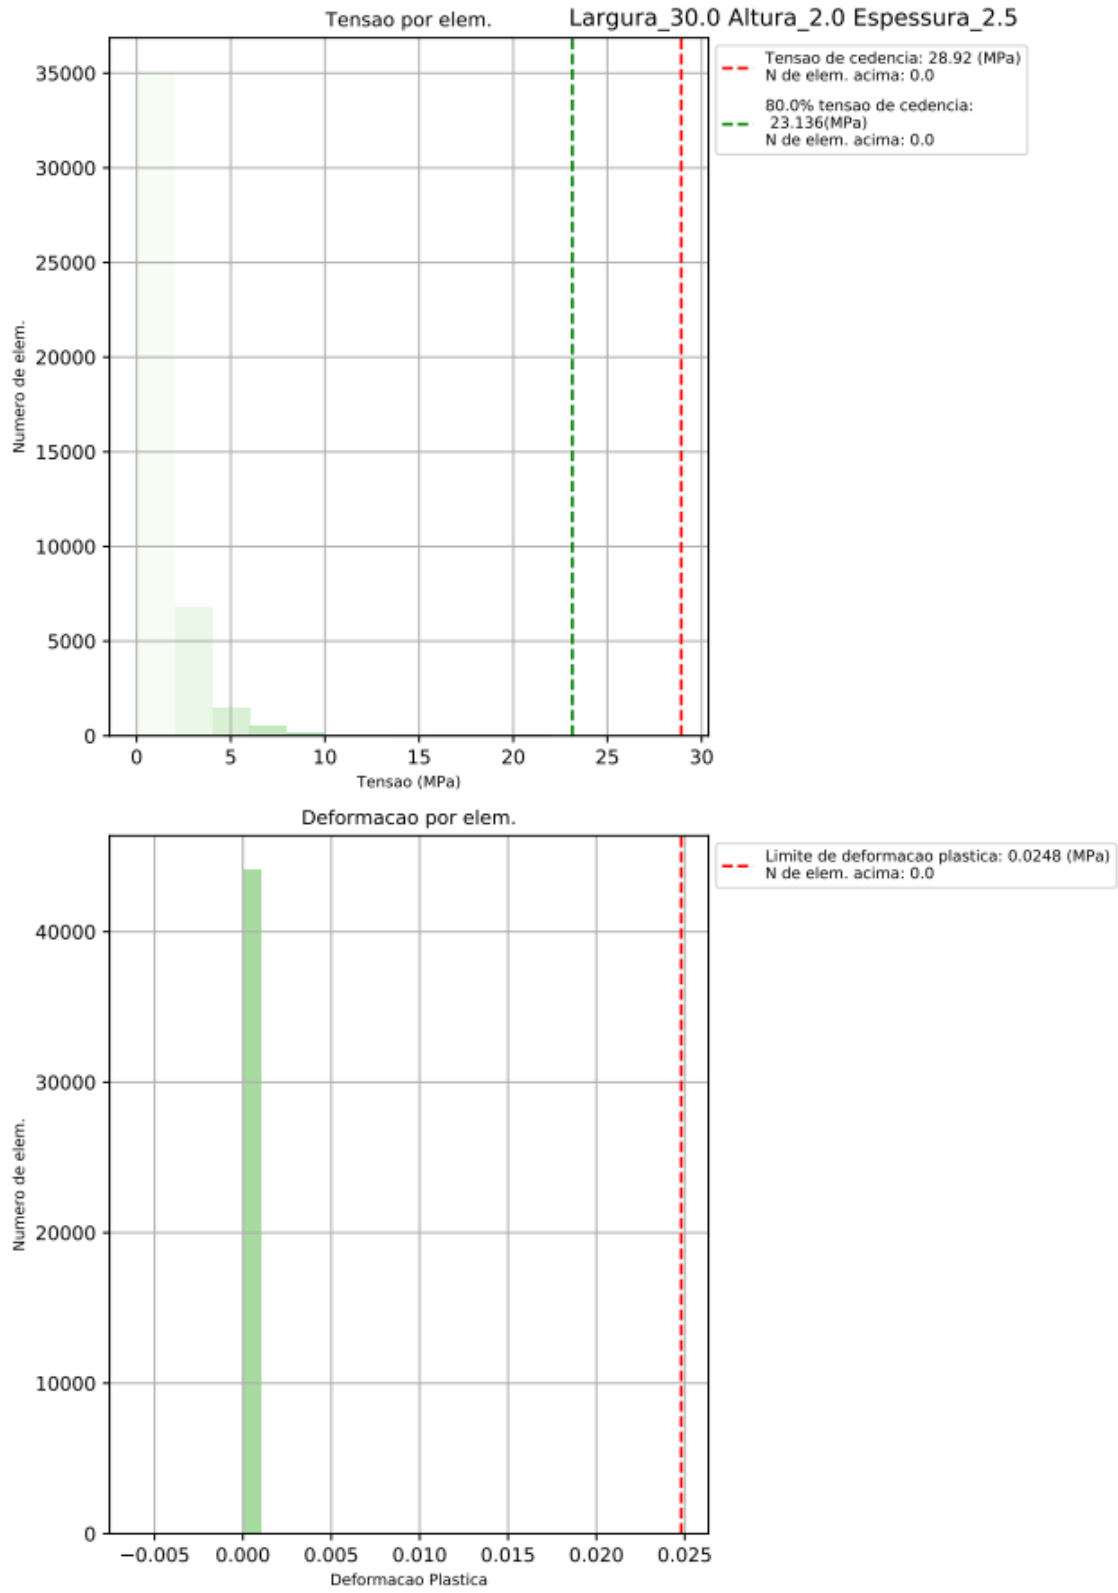 Tensao por elem.
Largura_30.0 Altura_2.0 Espessura_2.5
Tensao de cedencia: 28.92 (MPa)
N de elem. acima: 0.0
80.0% tensao de cedencia:
23.136(MPa)
N de elem. acima: 0.0
Numero de elem.
35000
30000
25000
20000
15000
10000
5000
0
0 5 10 15 20 25 30
Tensao (MPa)
Deformacao por elem.
Limite de deformacao plastica: 0.0248 (MPa)
N de elem. acima: 0.0
Numero de elem.
40000
30000
20000
10000
0
−0.005 0.000 0.005 0.010 0.015 0.020 0.025
Deformacao Plastica